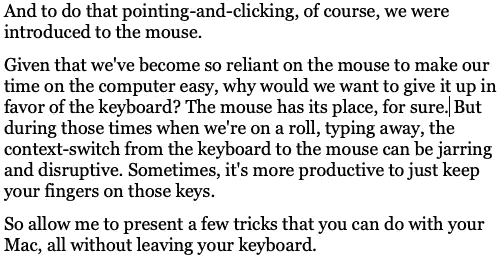 And to do that pointing-and-clicking, of course, we were
introduced to the mouse.
Given that we've become so reliant on the mouse to make our
time on the computer easy, why would we want to give it up in
favor of the keyboard? The mouse has its place, for sure. But
during those times when we're on a roll, typing away, the
context-switch from the keyboard to the mouse can be jarring
and disruptive. Sometimes, it's more productive to just keep
your fingers on those keys.
So allow me to present a few tricks that you can do with your
Mac, all without leaving your keyboard.